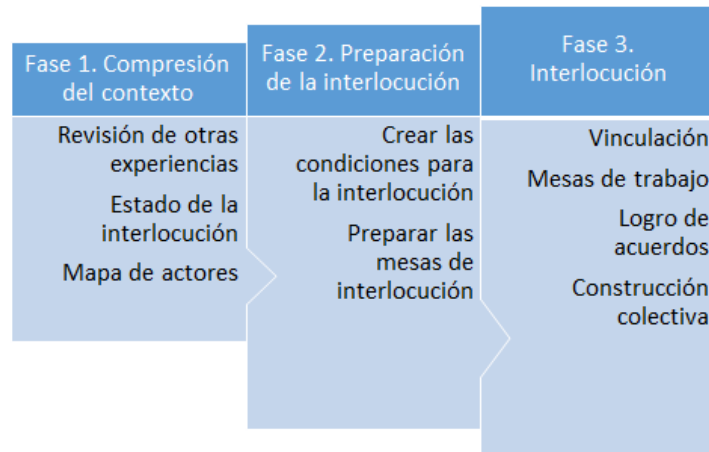 Fase 1. Compresión
del contexto
Revisión de otras
experiencias
Estado de la
interlocución
Mapa de actores
Fase 2. Preparación
de la interlocución
Crear las
condiciones para
la interlocución
Preparar las
mesas de
interlocución
Fase 3.
Interlocución
Vinculación
Mesas de trabajo
Logro de
acuerdos
Construcción
colectiva